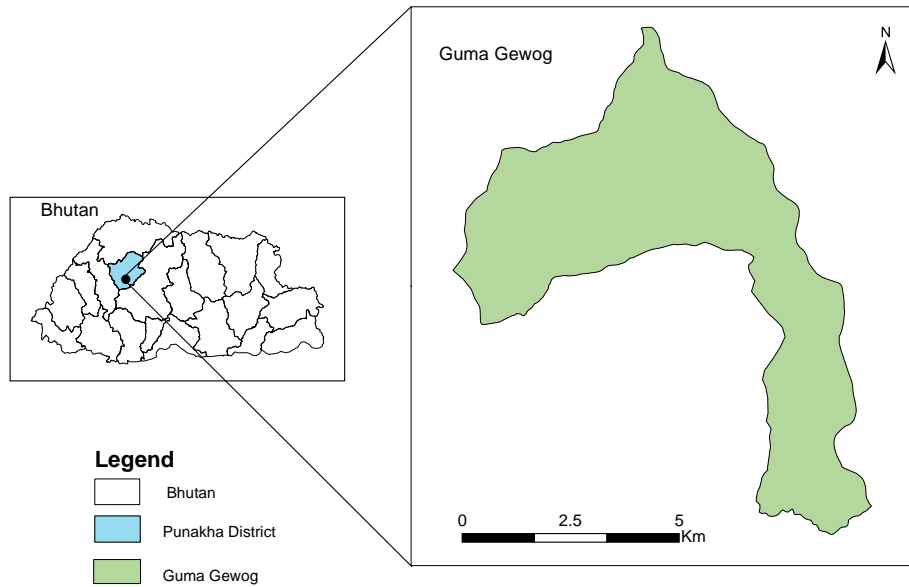 Guma Gewog
N
Bhutan
Legend
Bhutan
Punakha District
Guma Gewog
0 2.5 5
Km